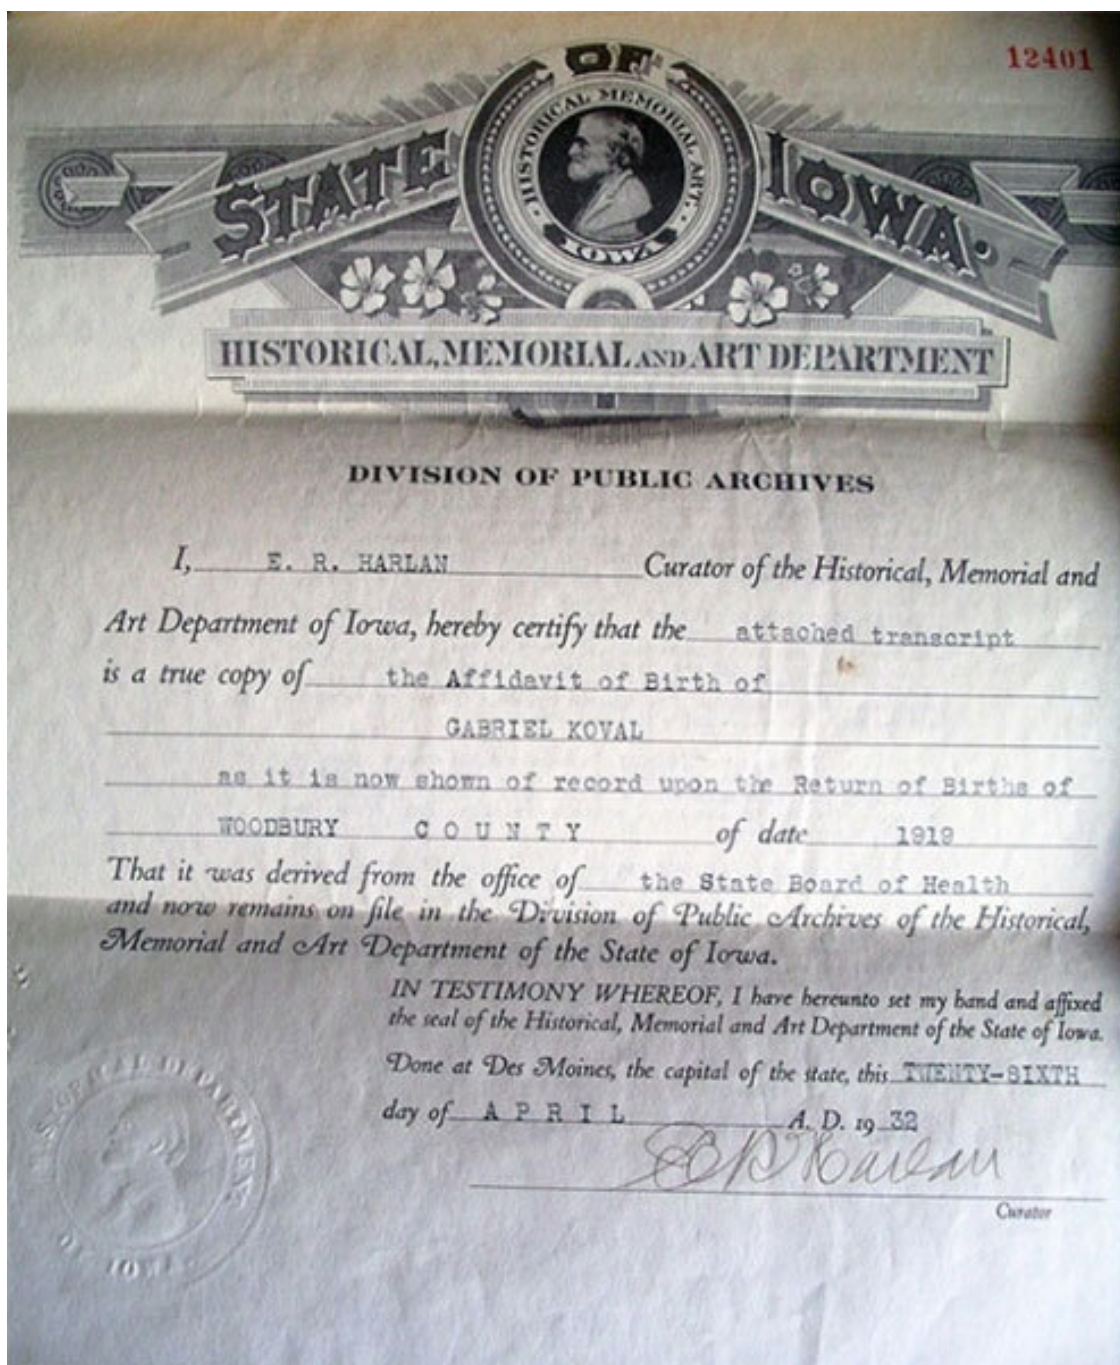 12401
STATE OF IOWA.
HISTORICAL MEMORIAL ART
IOWA
HISTORICAL, MEMORIAL AND ART DEPARTMENT
DIVISION OF PUBLIC ARCHIVES
I, E. R. HARLAN Curator of the Historical, Memorial and
Art Department of Iowa, hereby certify that the attached transcript
is a true copy of the Affidavit of Birth of
GABRIEL KOVAL
as it is now shown of record upon the Return of Births of
WOODBURY COUNTY of date 1919
That it was derived from the office of the State Board of Health
and now remains on file in the Division of Public Archives of the Historical,
Memorial and Art Department of the State of Iowa.
IN TESTIMONY WHEREOF, I have hereunto set my hand and affixed
the seal of the Historical, Memorial and Art Department of the State of Iowa.
Done at Des Moines, the capital of the state, this TWENTY-SIXTH
day of APRIL A. D. 19 32
E R Harlan
Curator
HISTORICAL DEPARTMENT
OF IOWA